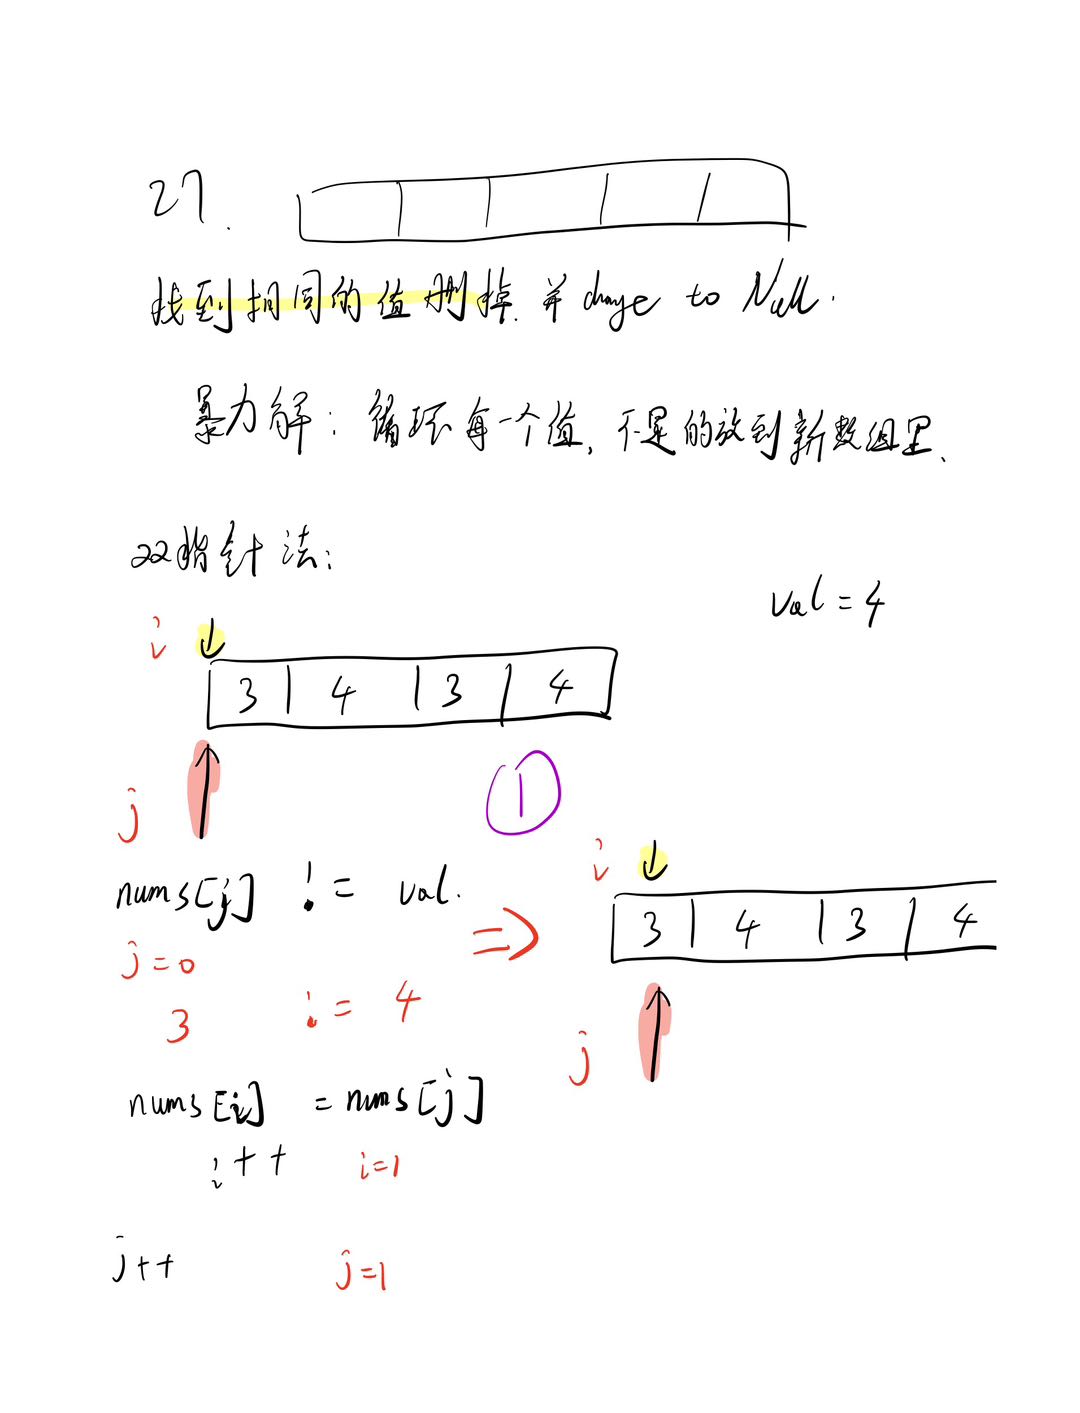 27.
找到相同的值删掉. 并 change to Null.
暴力解: 循环每一个值, 不是的放到新数组里.
22指针法:
val = 4
i
3 | 4 | 3 | 4
j
①
nums[j] != val.
j = 0
3 != 4
nums[i] = nums[j]
i++ i=1
j++ j=1
=>
i
3 | 4 | 3 | 4
j